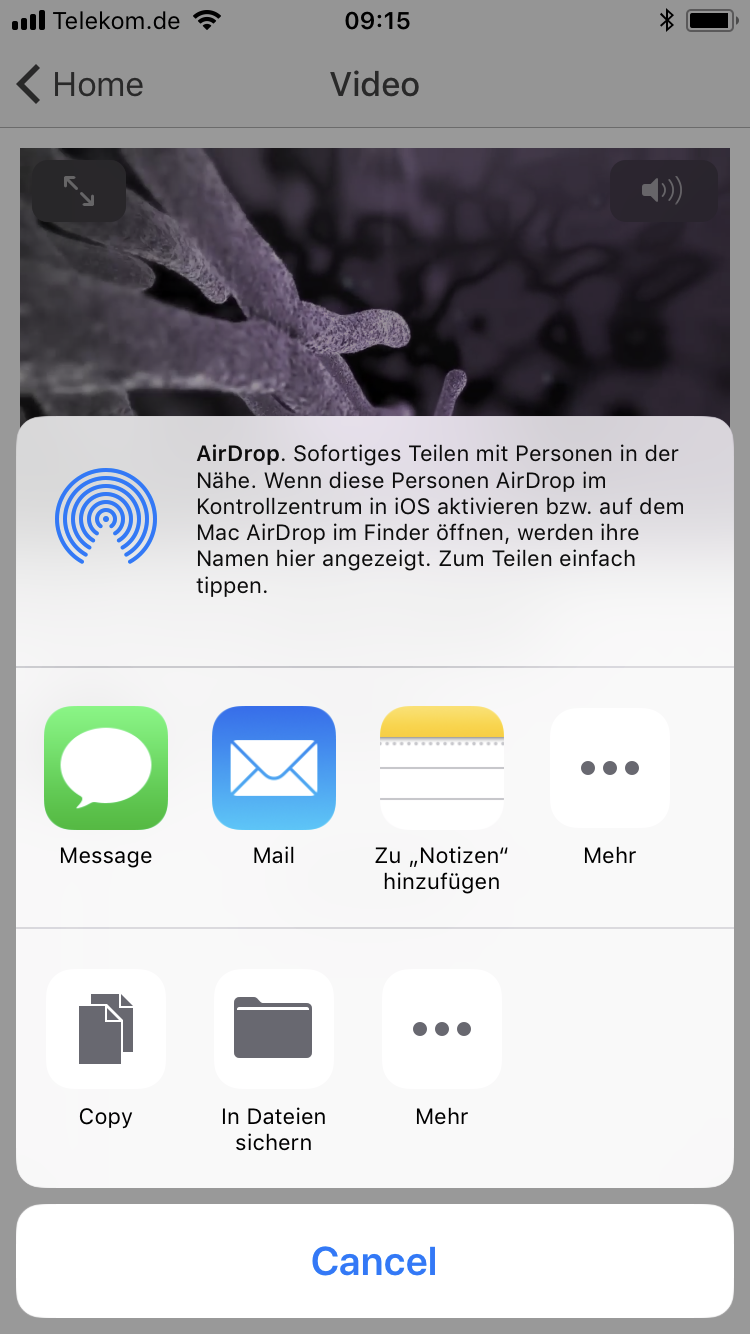 Telekom.de 09:15
Home Video
AirDrop. Sofortiges Teilen mit Personen in der
Nähe. Wenn diese Personen AirDrop im
Kontrollzentrum in iOS aktivieren bzw. auf dem
Mac AirDrop im Finder öffnen, werden ihre
Namen hier angezeigt. Zum Teilen einfach
tippen.
Message
Mail
Zu „Notizen“
hinzufügen
Mehr
Copy
In Dateien
sichern
Mehr
Cancel